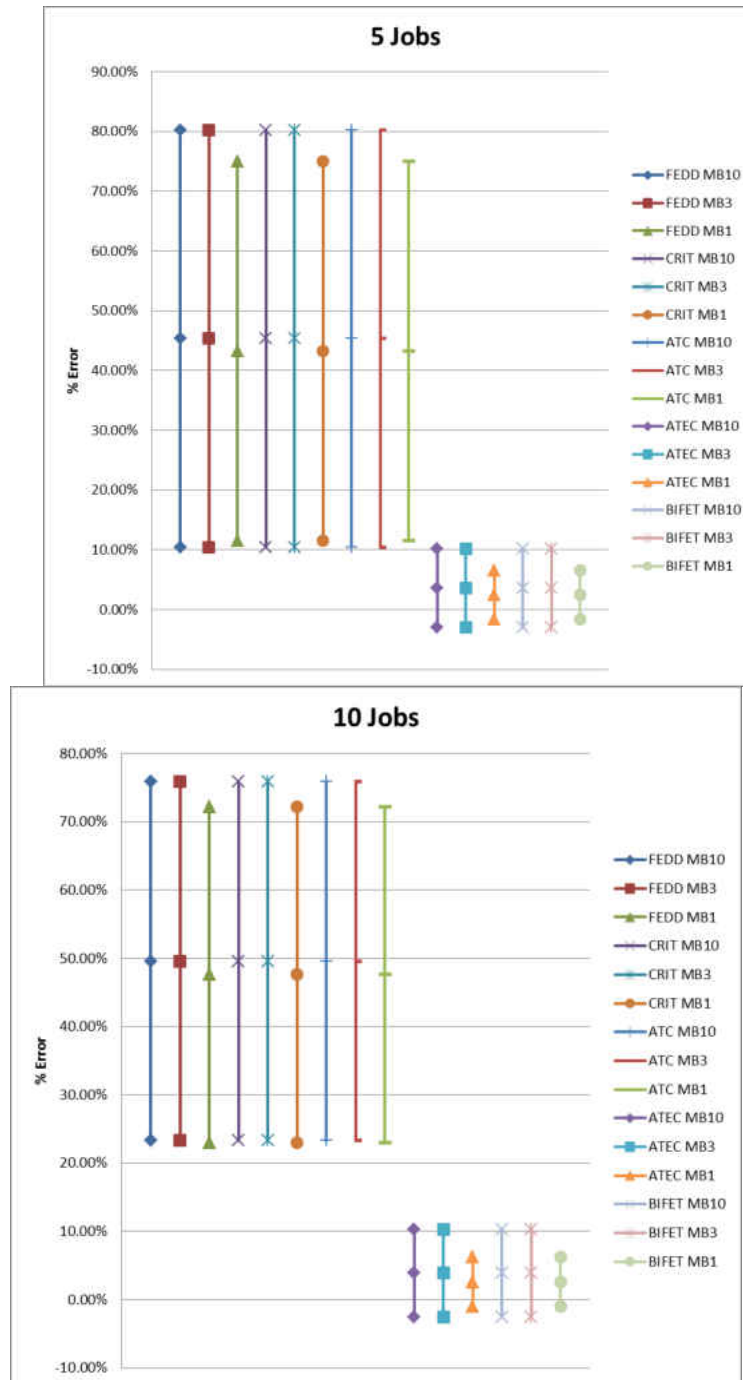 5 Jobs
90.00%
80.00%
70.00%
60.00%
50.00%
40.00%
30.00%
20.00%
10.00%
0.00%
-10.00%
% Error
FEDD MB10
FEDD MB3
FEDD MB1
CRIT MB10
CRIT MB3
CRIT MB1
ATC MB10
ATC MB3
ATC MB1
ATEC MB10
ATEC MB3
ATEC MB1
BIFET MB10
BIFET MB3
BIFET MB1
10 Jobs
80.00%
70.00%
60.00%
50.00%
40.00%
30.00%
20.00%
10.00%
0.00%
-10.00%
% Error
FEDD MB10
FEDD MB3
FEDD MB1
CRIT MB10
CRIT MB3
CRIT MB1
ATC MB10
ATC MB3
ATC MB1
ATEC MB10
ATEC MB3
ATEC MB1
BIFET MB10
BIFET MB3
BIFET MB1